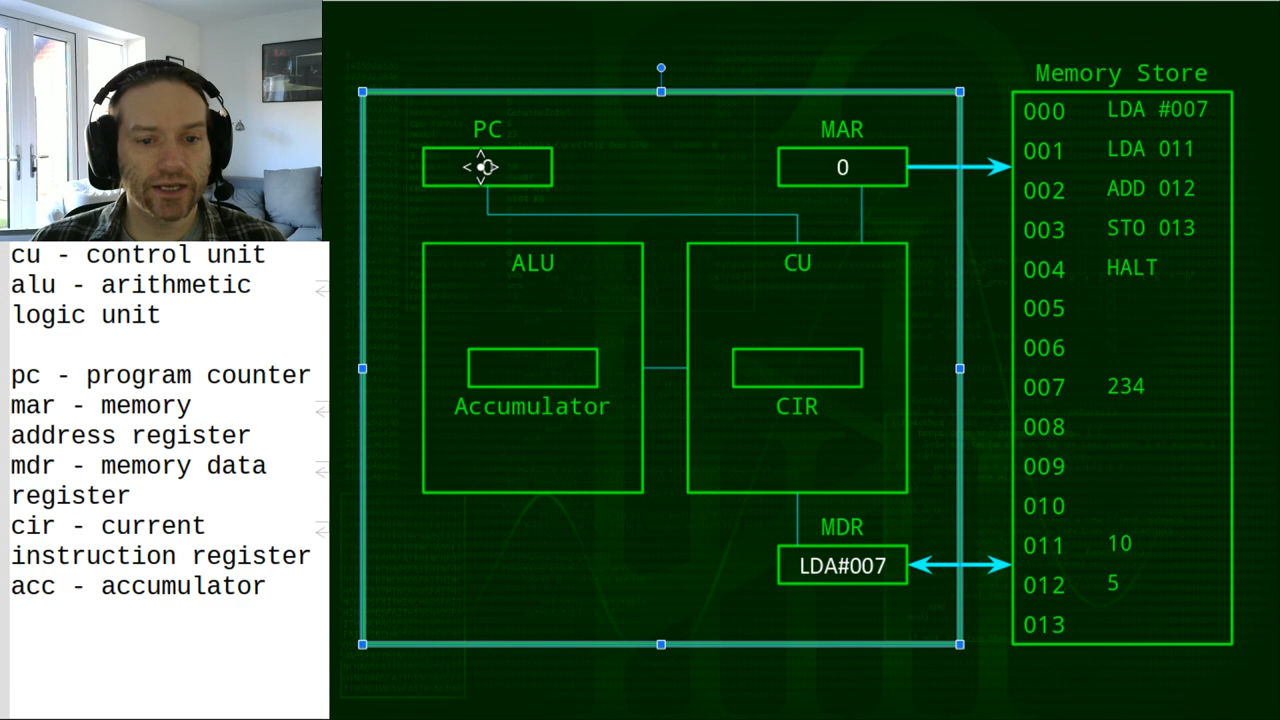 cu - control unit
alu - arithmetic
logic unit
pc - program counter
mar - memory
address register
mdr - memory data
register
cir - current
instruction register
acc - accumulator
PC
MAR
0
ALU
CU
Accumulator
CIR
MDR
LDA#007
Memory Store
000 LDA #007
001 LDA 011
002 ADD 012
003 STO 013
004 HALT
005
006
007 234
008
009
010
011 10
012 5
013